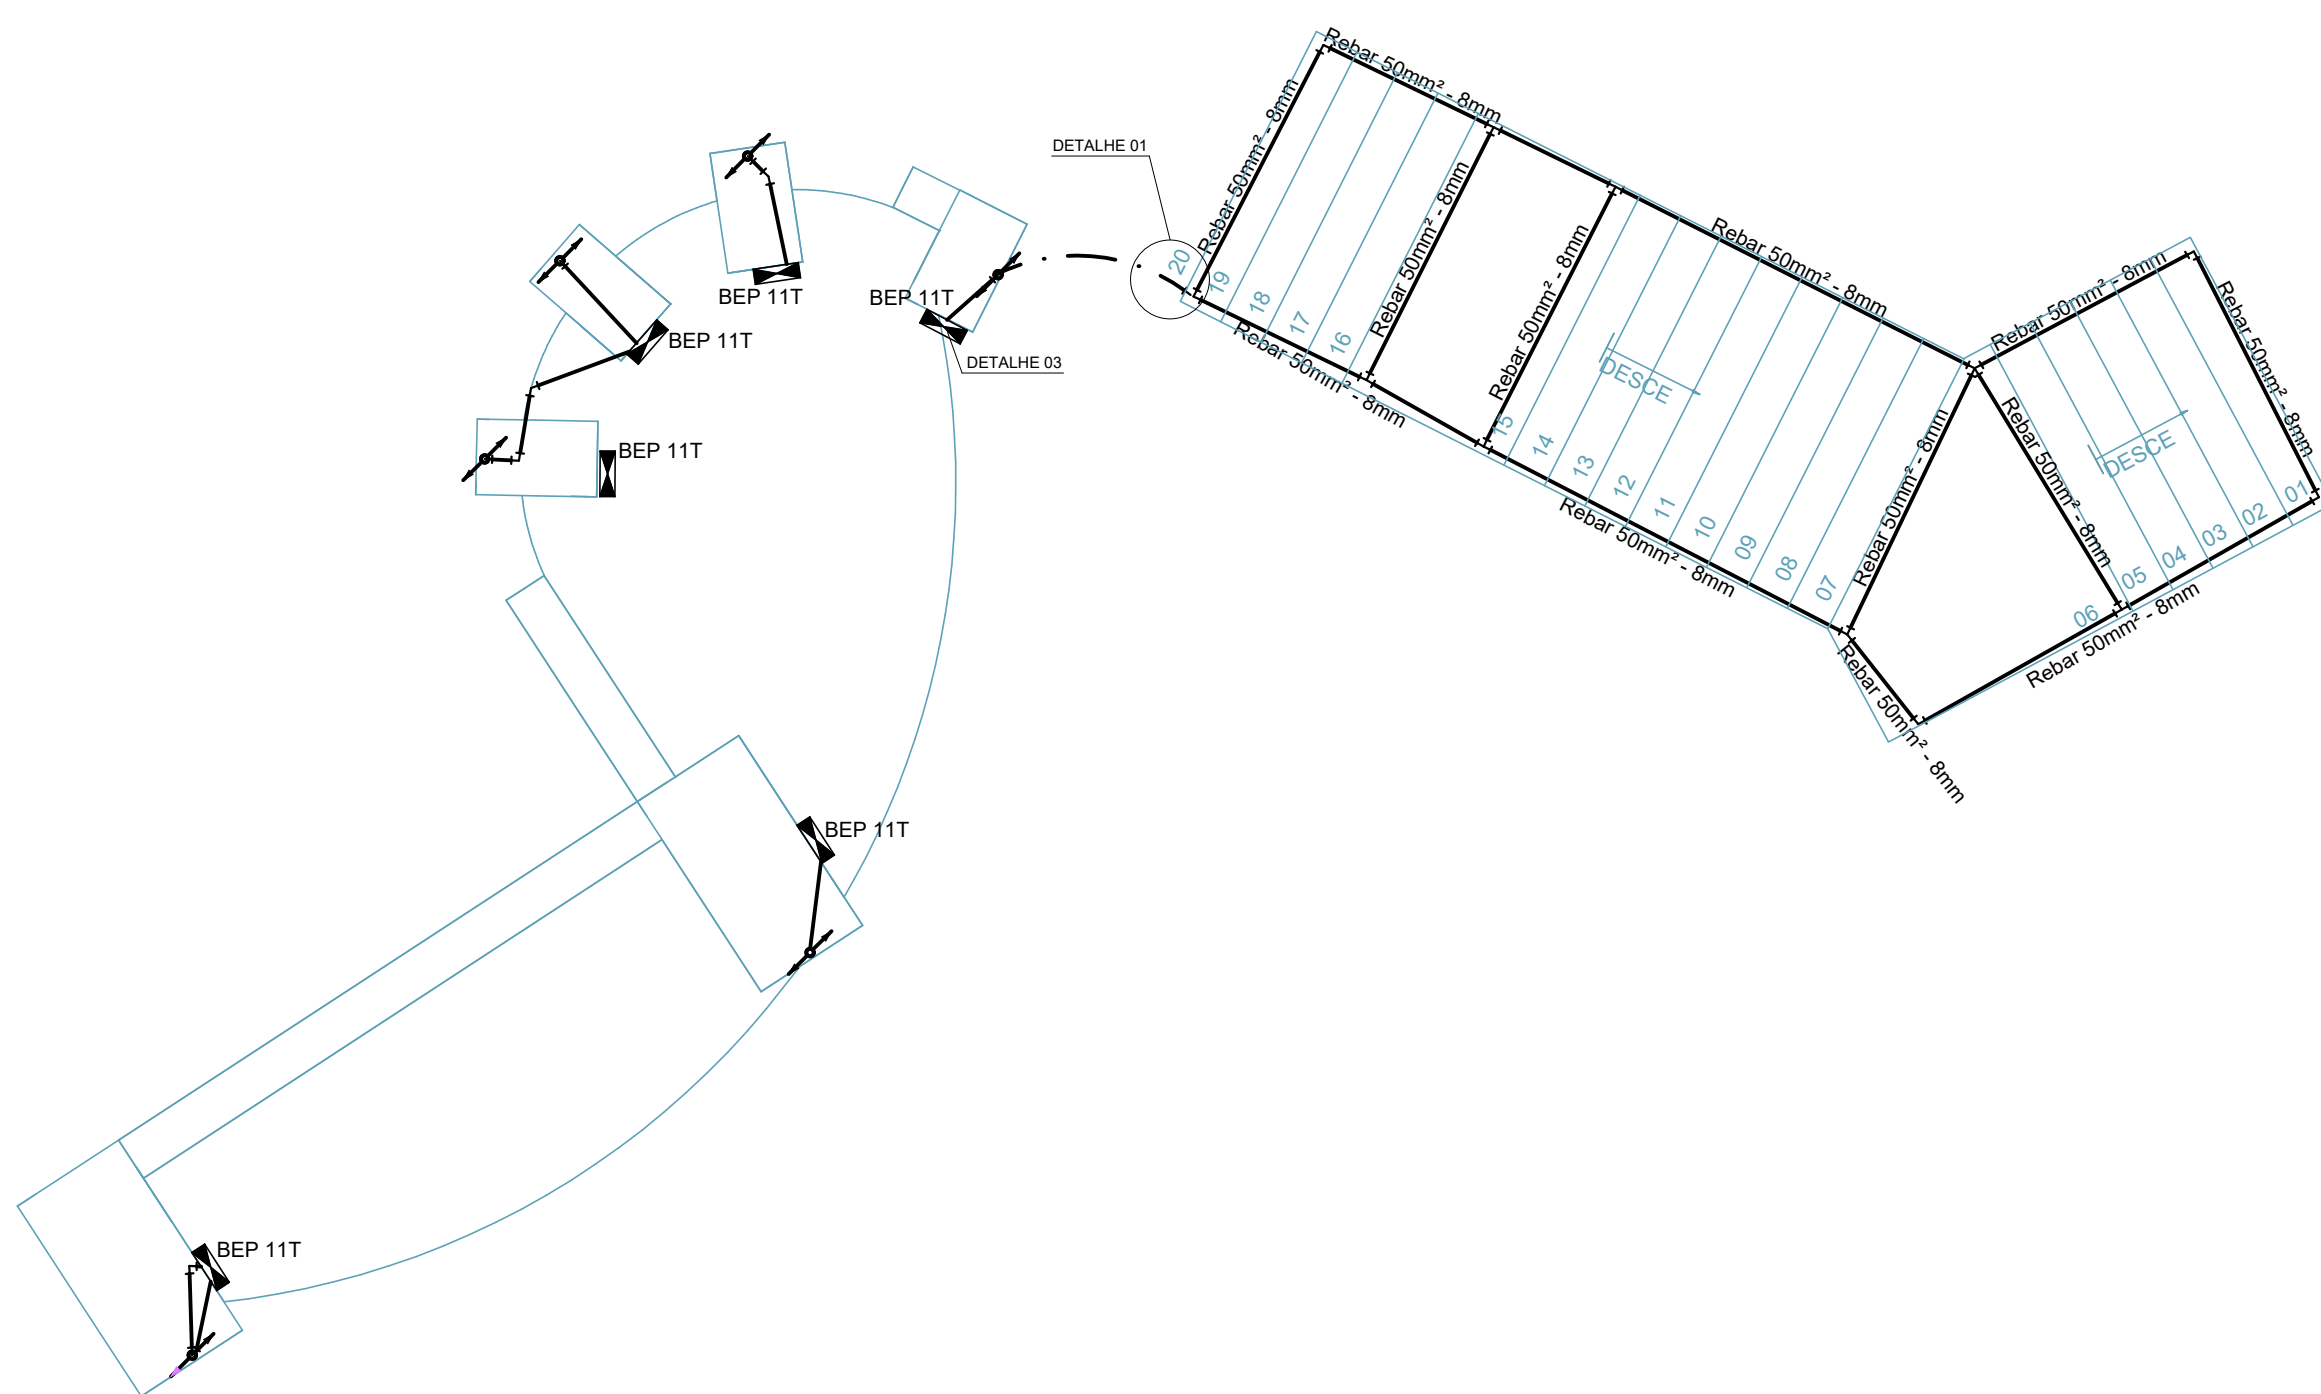 Rebar 50mm² - 8mm
Rebar 50mm² - 8mm
DETALHE 01
Rebar 50mm² - 8mm
Rebar 50mm² - 8mm
Rebar 50mm² - 8mm
Rebar 50mm² - 8mm
Rebar 50mm² - 8mm
BEP 11T
BEP 11T
BEP 11T
DETALHE 03
BEP 11T
20
19
18
17
16
Rebar 50mm² - 8mm
DESCE
15
14
13
12
11
10
09
08
07
Rebar 50mm² - 8mm
Rebar 50mm² - 8mm
Rebar 50mm² - 8mm
DESCE
01
02
03
04
05
06
Rebar 50mm² - 8mm
Rebar 50mm² - 8mm
BEP 11T
BEP 11T